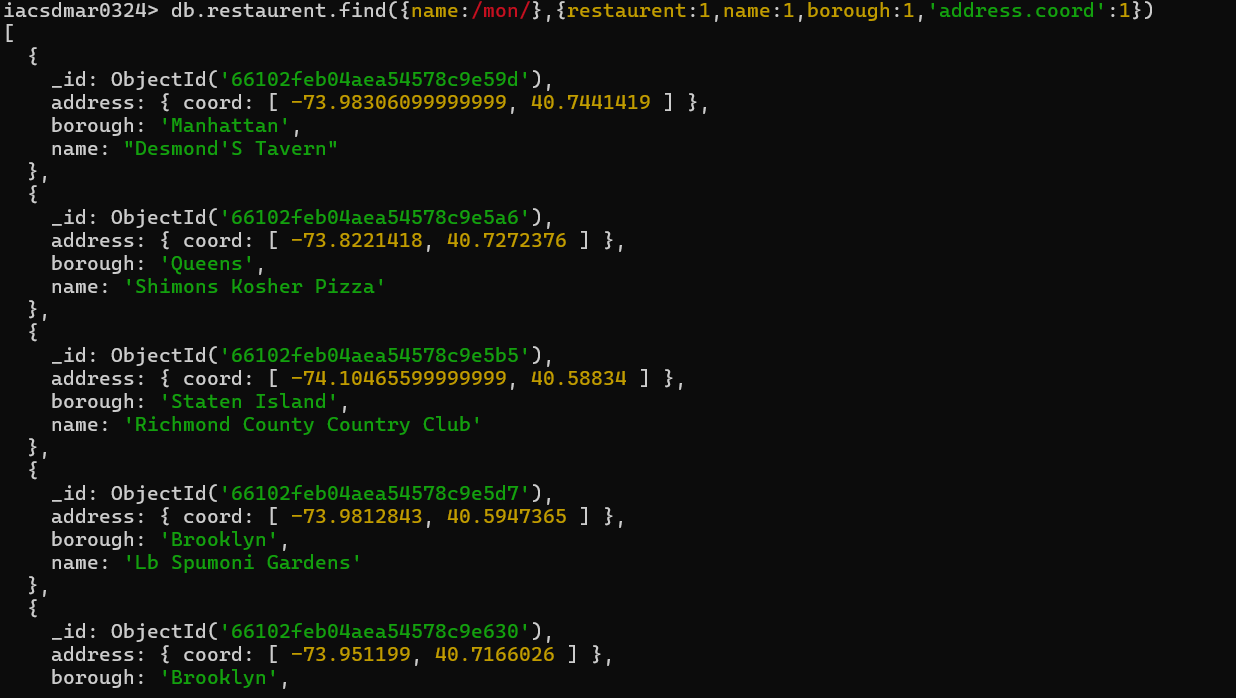 iacsdmar0324> db.restaurent.find({name:/mon/},{restaurent:1,name:1,borough:1,'address.coord':1})
[
  {
    _id: ObjectId('66102feb04aea54578c9e59d'),
    address: { coord: [ -73.98306099999999, 40.7441419 ] },
    borough: 'Manhattan',
    name: "Desmond'S Tavern"
  },
  {
    _id: ObjectId('66102feb04aea54578c9e5a6'),
    address: { coord: [ -73.8221418, 40.7272376 ] },
    borough: 'Queens',
    name: 'Shimons Kosher Pizza'
  },
  {
    _id: ObjectId('66102feb04aea54578c9e5b5'),
    address: { coord: [ -74.10465599999999, 40.58834 ] },
    borough: 'Staten Island',
    name: 'Richmond County Country Club'
  },
  {
    _id: ObjectId('66102feb04aea54578c9e5d7'),
    address: { coord: [ -73.9812843, 40.5947365 ] },
    borough: 'Brooklyn',
    name: 'Lb Spumoni Gardens'
  },
  {
    _id: ObjectId('66102feb04aea54578c9e630'),
    address: { coord: [ -73.951199, 40.7166026 ] },
    borough: 'Brooklyn',